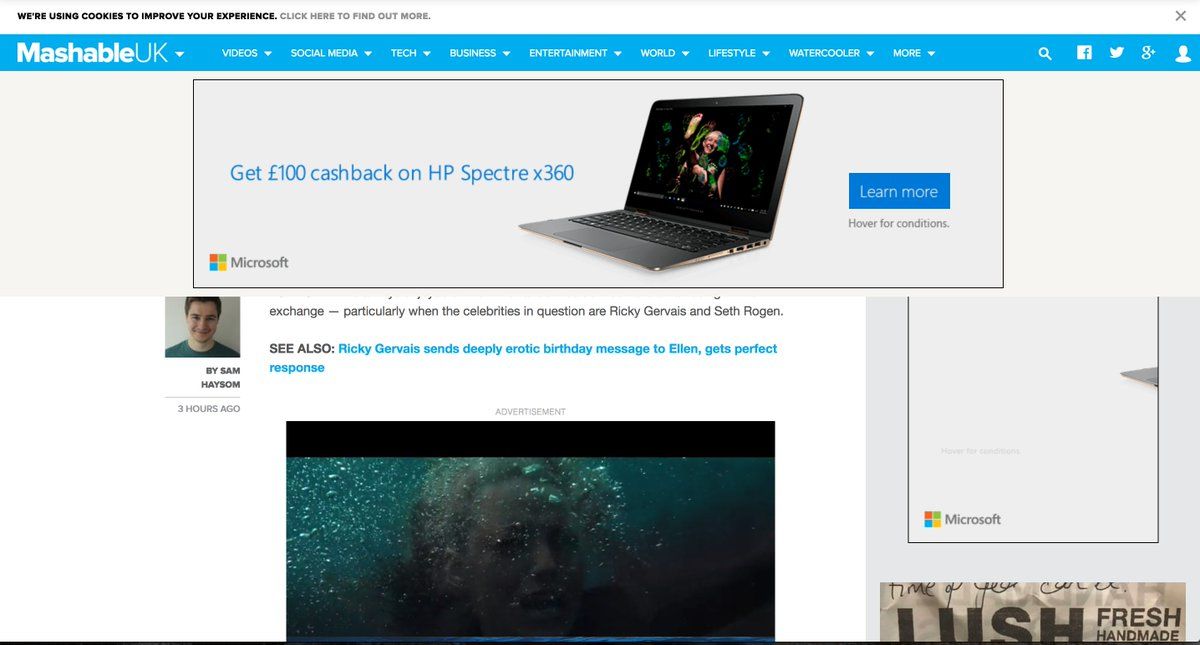 WE'RE USING COOKIES TO IMPROVE YOUR EXPERIENCE. CLICK HERE TO FIND OUT MORE.
MashableUK
VIDEOS SOCIAL MEDIA TECH BUSINESS ENTERTAINMENT WORLD LIFESTYLE WATERCOOLER MORE
Get £100 cashback on HP Spectre x360
Learn more
Hover for conditions.
Microsoft
exchange — particularly when the celebrities in question are Ricky Gervais and Seth Rogen.
SEE ALSO: Ricky Gervais sends deeply erotic birthday message to Ellen, gets perfect
response
BY SAM
HAYSOM
3 HOURS AGO
ADVERTISEMENT
Hover for conditions.
Microsoft
time of year
LUSH FRESH
HANDMADE